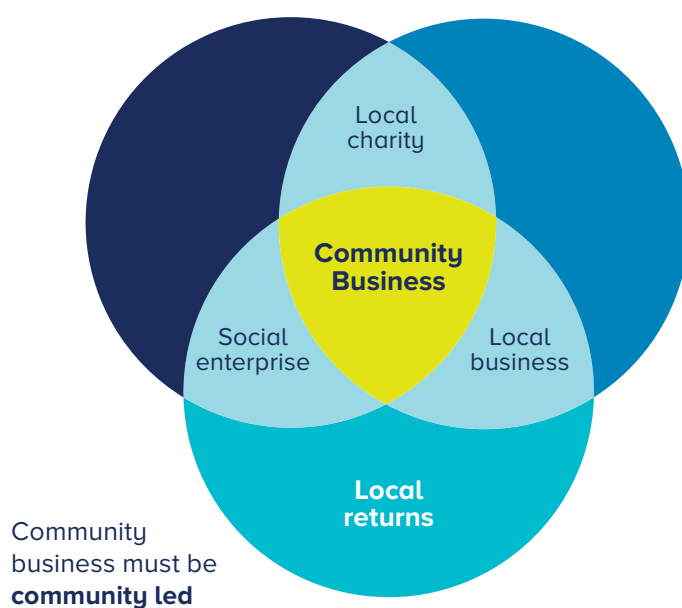 Local
charity
Community
Business
Social
enterprise
Local
business
Local
returns
Community
business must be
community led